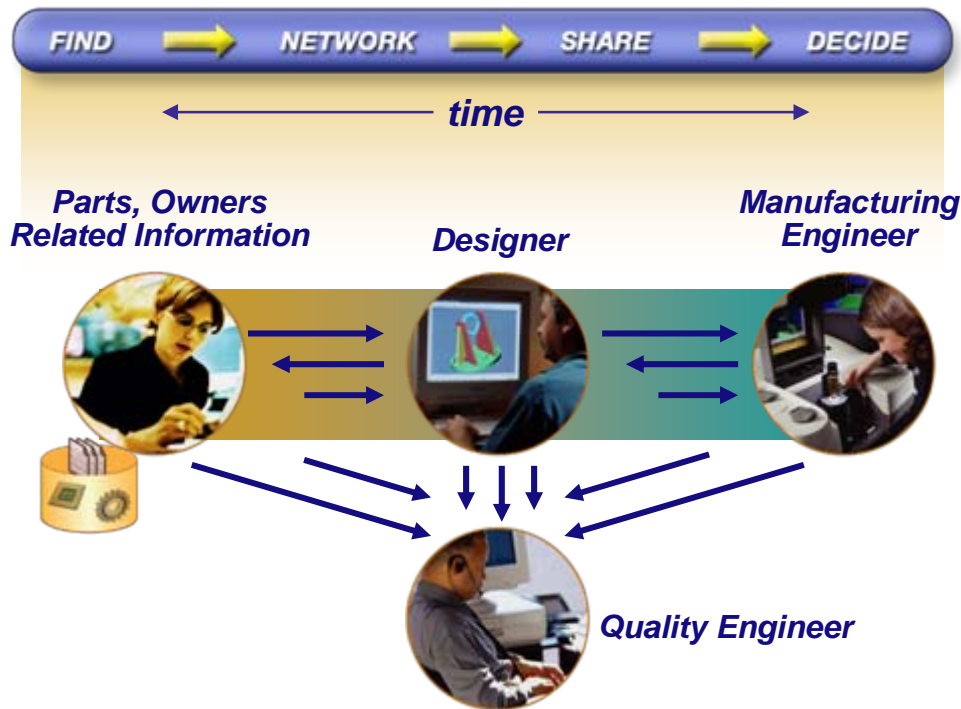 FIND NETWORK SHARE DECIDE
time
Parts, Owners
Related Information
Designer
Manufacturing
Engineer
Quality Engineer